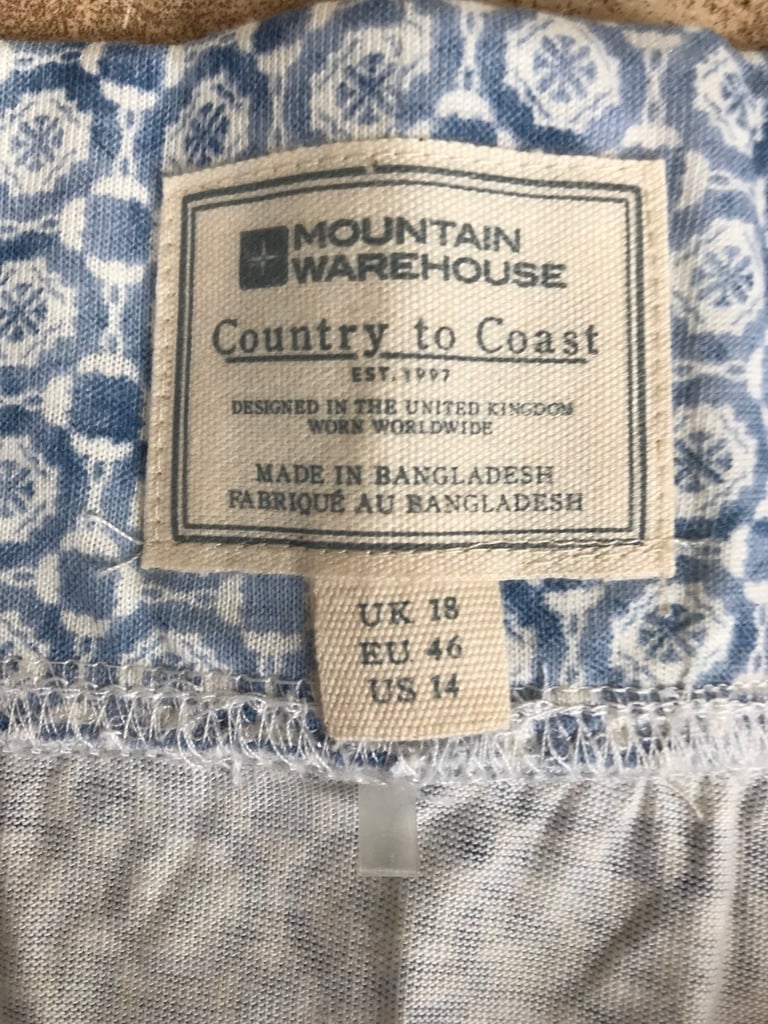 MOUNTAIN
WAREHOUSE
Country to Coast
EST. 1997
DESIGNED IN THE UNITED KINGDOM
WORN WORLDWIDE
MADE IN BANGLADESH
FABRIQUÉ AU BANGLADESH
UK 18
EU 46
US 14